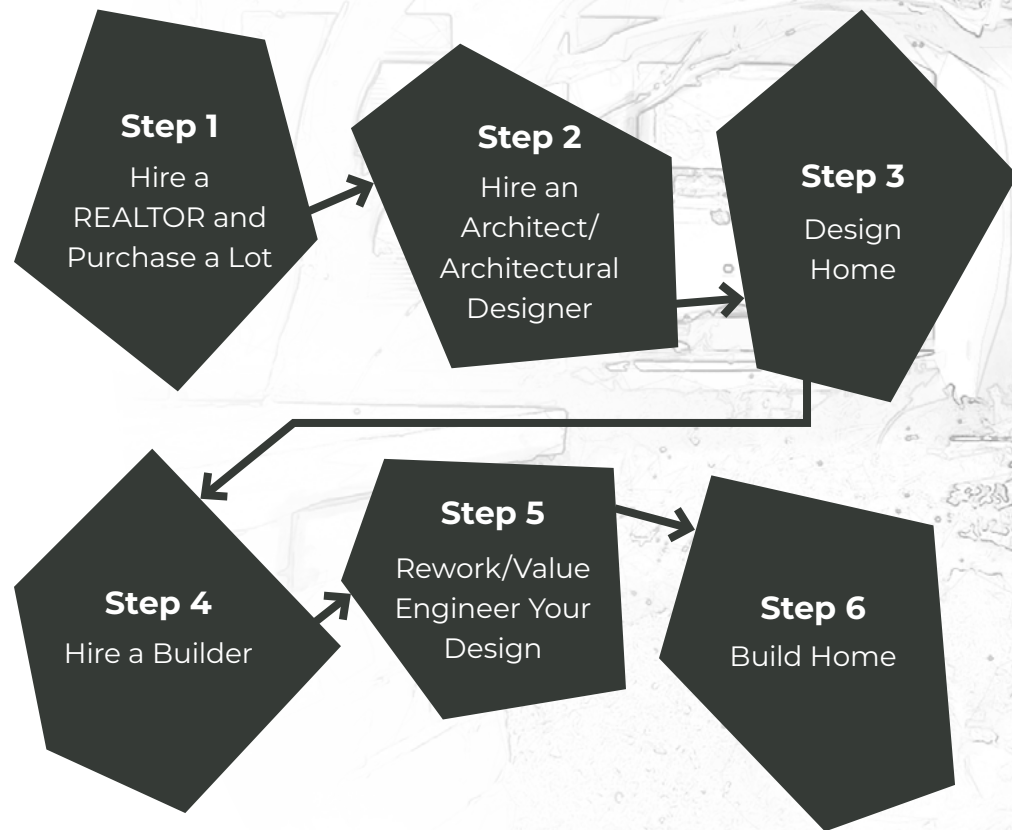 Step 1
Hire a
REALTOR and
Purchase a Lot
Step 2
Hire an
Architect/
Architectural
Designer
Step 3
Design
Home
Step 4
Hire a Builder
Step 5
Rework/Value
Engineer Your
Design
Step 6
Build Home